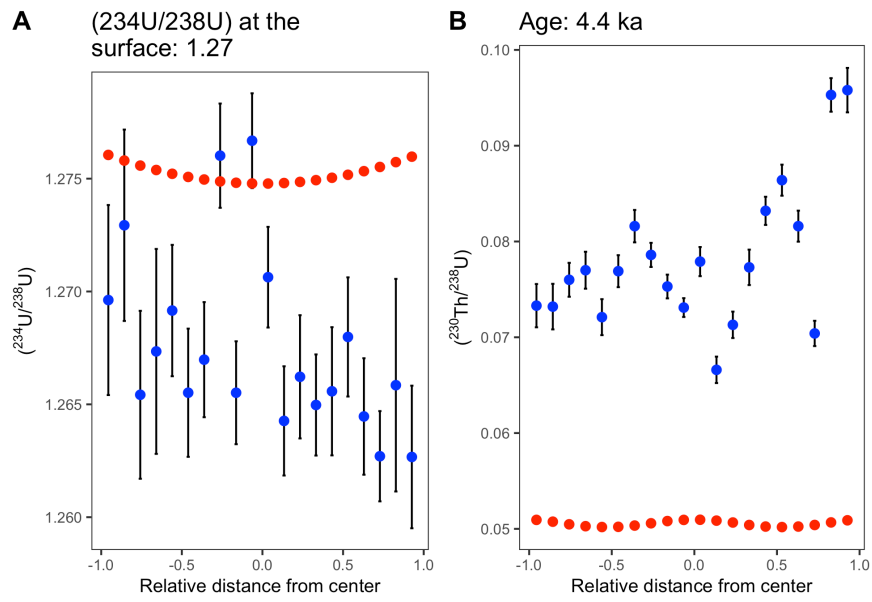 A
(234U/238U) at the
surface: 1.27
1.275
1.270
1.265
1.260
(²³⁴U/²³⁸U)
-1.0 -0.5 0.0 0.5 1.0
Relative distance from center
B
Age: 4.4 ka
0.10
0.09
0.08
0.07
0.06
0.05
(²³⁰Th/²³⁸U)
-1.0 -0.5 0.0 0.5 1.0
Relative distance from center